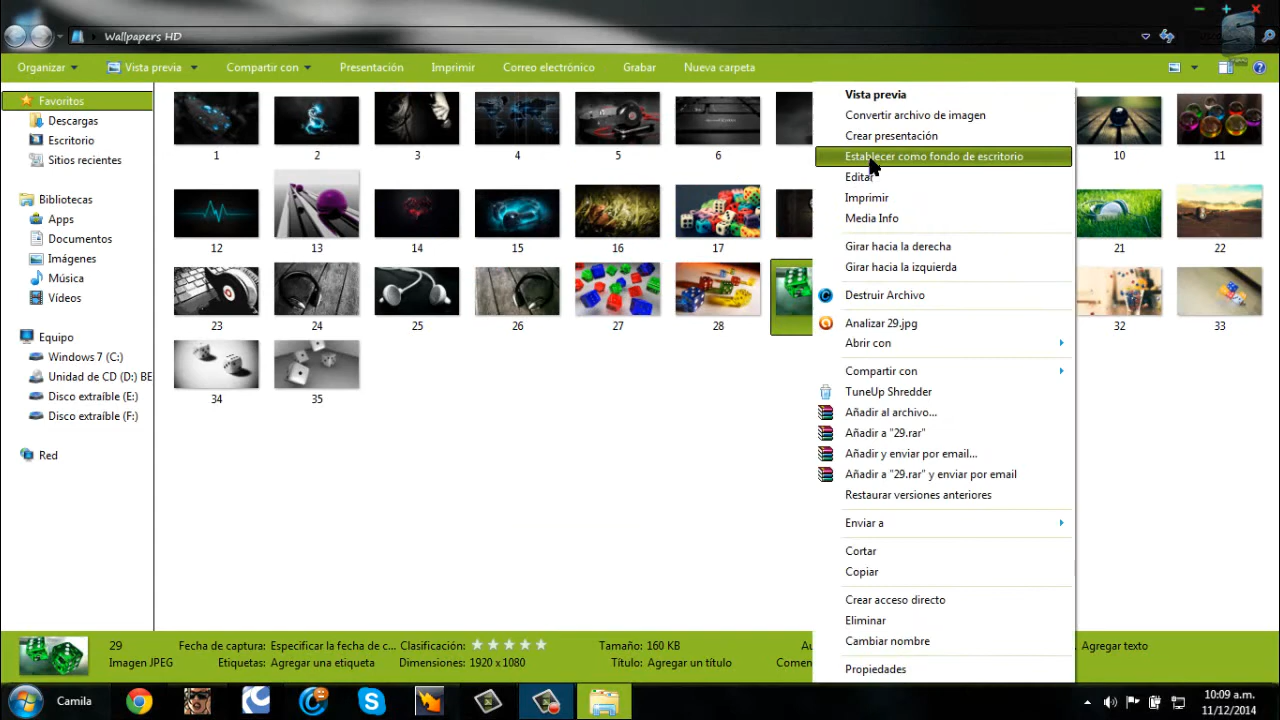 Wallpapers HD
Organizar
Vista previa
Compartir con
Presentación
Imprimir
Correo electrónico
Grabar
Nueva carpeta
Favoritos
Descargas
Escritorio
Sitios recientes
Bibliotecas
Apps
Documentos
Imágenes
Música
Vídeos
Equipo
Windows 7 (C:)
Unidad de CD (D:) BE
Disco extraíble (E:)
Disco extraíble (F:)
Red
1 2 3 4 5 6 10 11
12 13 14 15 16 17 21 22
23 24 25 26 27 28 32 33
34 35
Vista previa
Convertir archivo de imagen
Crear presentación
Establecer como fondo de escritorio
Editar
Imprimir
Media Info
Girar hacia la derecha
Girar hacia la izquierda
Destruir Archivo
Analizar 29.jpg
Abrir con
Compartir con
TuneUp Shredder
Añadir al archivo...
Añadir a "29.rar"
Añadir y enviar por email...
Añadir a "29.rar" y enviar por email
Restaurar versiones anteriores
Enviar a
Cortar
Copiar
Crear acceso directo
Eliminar
Cambiar nombre
Propiedades
29 Fecha de captura: Especificar la fecha de c... Clasificación: Tamaño: 160 KB Agregar texto
Imagen JPEG Etiquetas: Agregar una etiqueta Dimensiones: 1920 x 1080 Título: Agregar un título
Camila
10:09 a.m.
11/12/2014